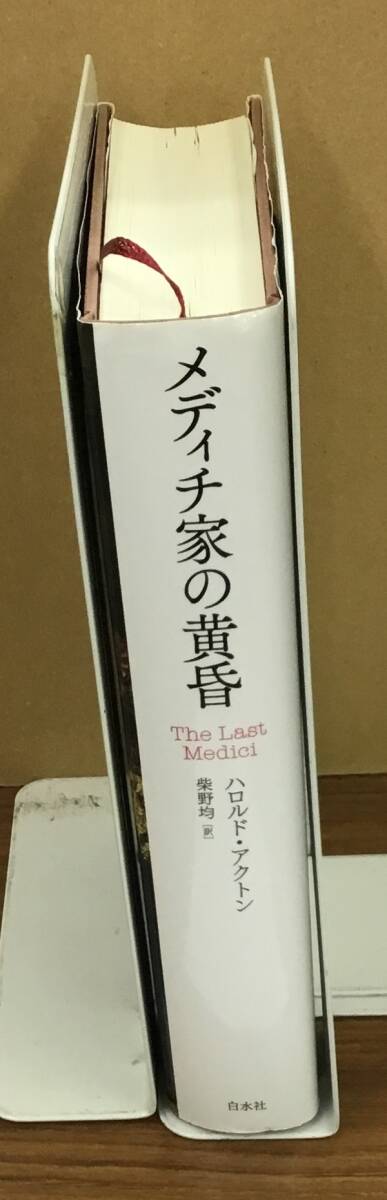 メディチ家の黄昏
The Last
Medici
ハロルド・アクトン
柴野均[訳]
白水社